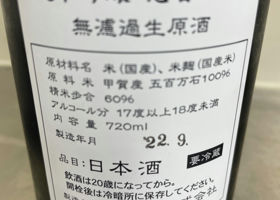 無濾過生原酒
原材料名 米(国産)、米麹(国産米)
原料米 甲賀産 五百万石100%
精米歩合 60%
アルコール分 17度以上18度未満
内容量 720ml
製造年月 '22.9.
品目:日本酒 要冷蔵
飲酒は20歳になってから。
開栓後は冷暗所に保存してください。
製造